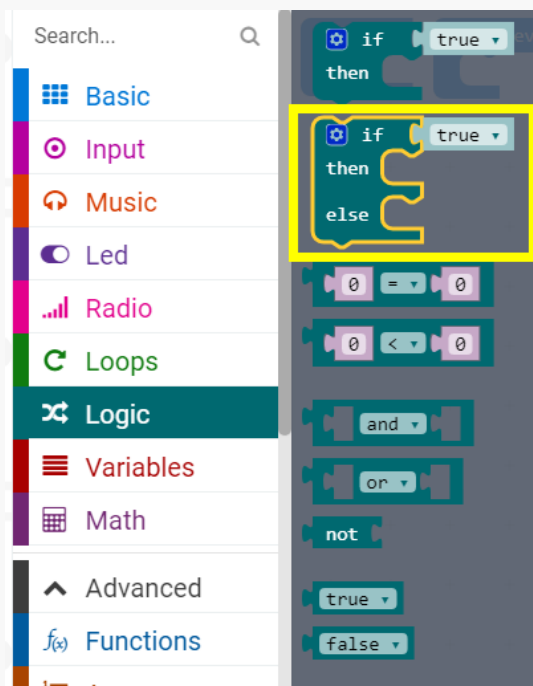 Search...
Basic
Input
Music
Led
Radio
Loops
Logic
Variables
Math
Advanced
f(x) Functions
if true
then
if true
then
else
0 = 0
0 < 0
and
or
not
true
false